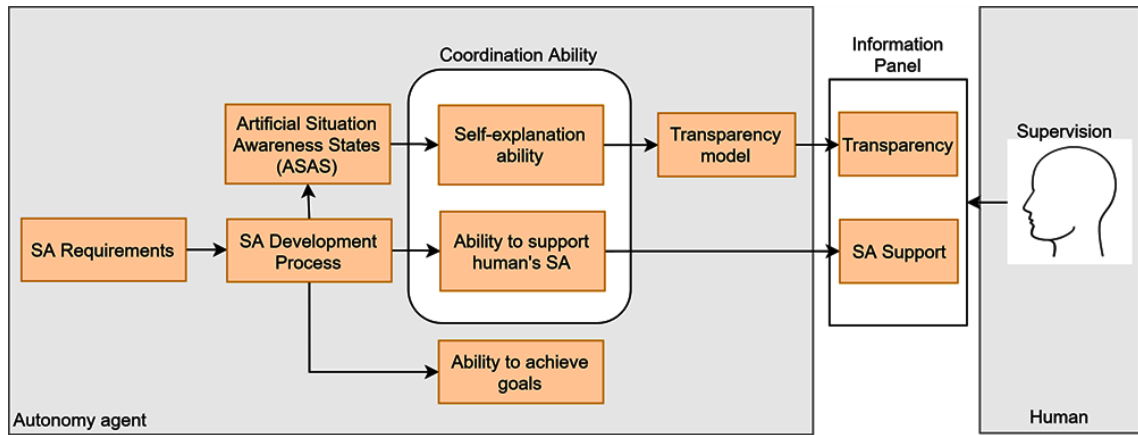 Coordination Ability
Information
Panel
Artificial Situation
Awareness States
(ASAS)
Self-explanation
ability
Transparency
model
Transparency
Supervision
SA Requirements
SA Development
Process
Ability to support
human's SA
SA Support
Ability to achieve
goals
Autonomy agent
Human